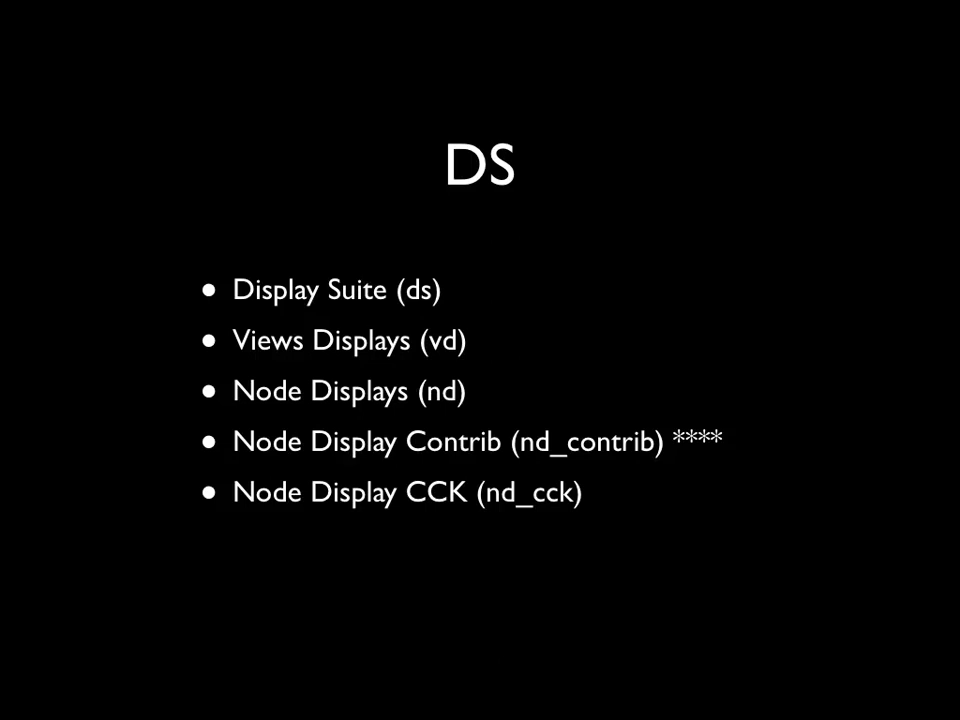 DS
• Display Suite (ds)
• Views Displays (vd)
• Node Displays (nd)
• Node Display Contrib (nd_contrib) ****
• Node Display CCK (nd_cck)